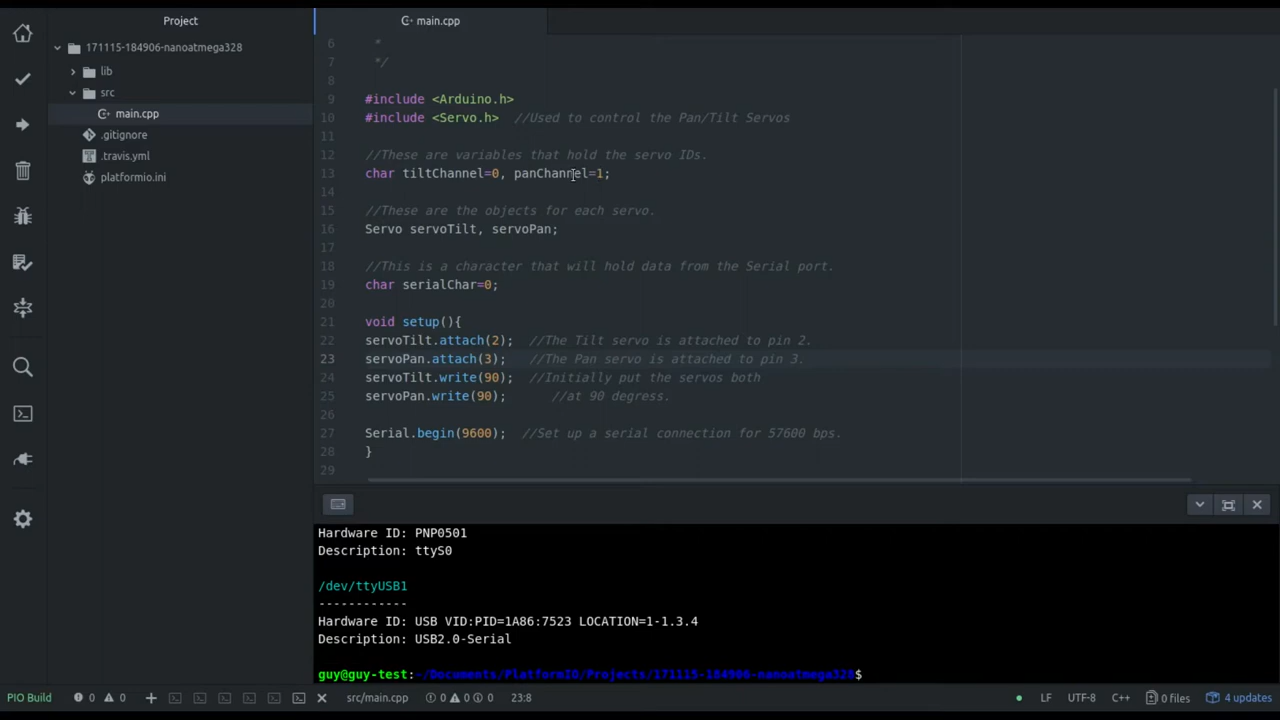 Project
main.cpp
171115-184906-nanoatmega328
lib
src
main.cpp
.gitignore
.travis.yml
platformio.ini
6 *
7 */
8
9 #include <Arduino.h>
10 #include <Servo.h> //Used to control the Pan/Tilt Servos
11
12 //These are variables that hold the servo IDs.
13 char tiltChannel=0, panChannel=1;
14
15 //These are the objects for each servo.
16 Servo servoTilt, servoPan;
17
18 //This is a character that will hold data from the Serial port.
19 char serialChar=0;
20
21 void setup(){
22 servoTilt.attach(2); //The Tilt servo is attached to pin 2.
23 servoPan.attach(3); //The Pan servo is attached to pin 3.
24 servoTilt.write(90); //Initially put the servos both
25 servoPan.write(90); //at 90 degress.
26
27 Serial.begin(9600); //Set up a serial connection for 57600 bps.
28 }
29
Hardware ID: PNP0501
Description: ttyS0
/dev/ttyUSB1
------------
Hardware ID: USB VID:PID=1A86:7523 LOCATION=1-1.3.4
Description: USB2.0-Serial
guy@guy-test:~/Documents/PlatformIO/Projects/171115-184906-nanoatmega328$
PIO Build 0 0 src/main.cpp 0 0 0 23:8 LF UTF-8 C++ 0 files 4 updates